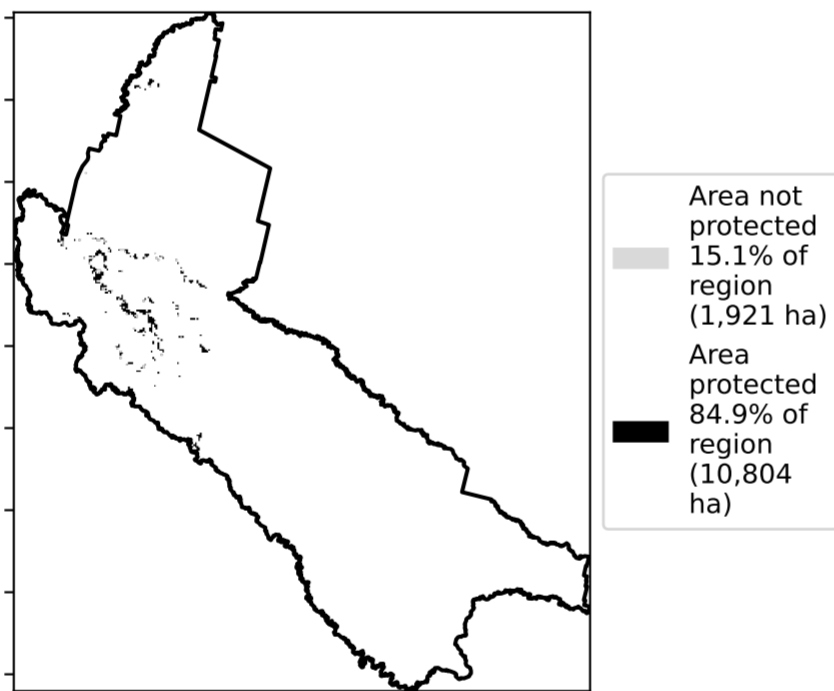 Area not
protected
15.1% of
region
(1,921 ha)
Area
protected
84.9% of
region
(10,804
ha)